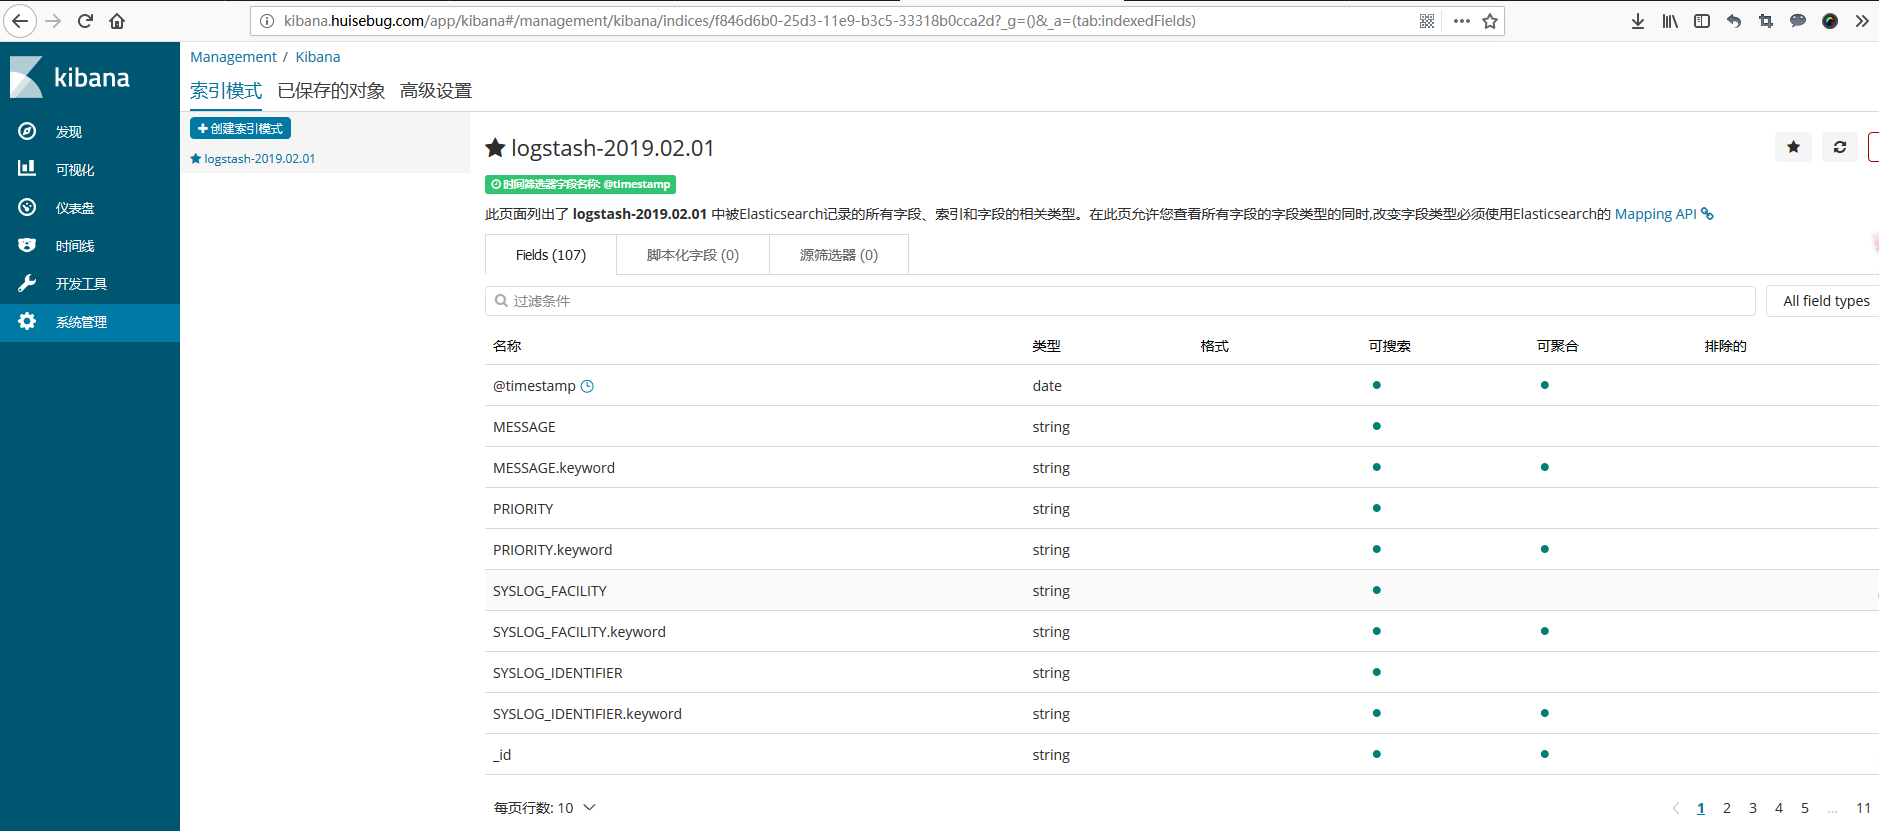 kibana.huisebug.com/app/kibana#/management/kibana/indices/f846d6b0-25d3-11e9-b3c5-33318b0cca2d?_g=()&_a=(tab:indexedFields)
kibana
发现
可视化
仪表盘
时间线
开发工具
系统管理
Management / Kibana
索引模式 已保存的对象 高级设置
创建索引模式
logstash-2019.02.01
logstash-2019.02.01
时间筛选器字段名称: @timestamp
此页面列出了 logstash-2019.02.01 中被Elasticsearch记录的所有字段、索引和字段的相关类型。在此页允许您查看所有字段的字段类型的同时,改变字段类型必须使用Elasticsearch的 Mapping API
Fields (107) 脚本化字段 (0) 源筛选器 (0)
过滤条件 All field types
名称 类型 格式 可搜索 可聚合 排除的
@timestamp date
MESSAGE string
MESSAGE.keyword string
PRIORITY string
PRIORITY.keyword string
SYSLOG_FACILITY string
SYSLOG_FACILITY.keyword string
SYSLOG_IDENTIFIER string
SYSLOG_IDENTIFIER.keyword string
_id string
每页行数: 10 1 2 3 4 5 ... 11